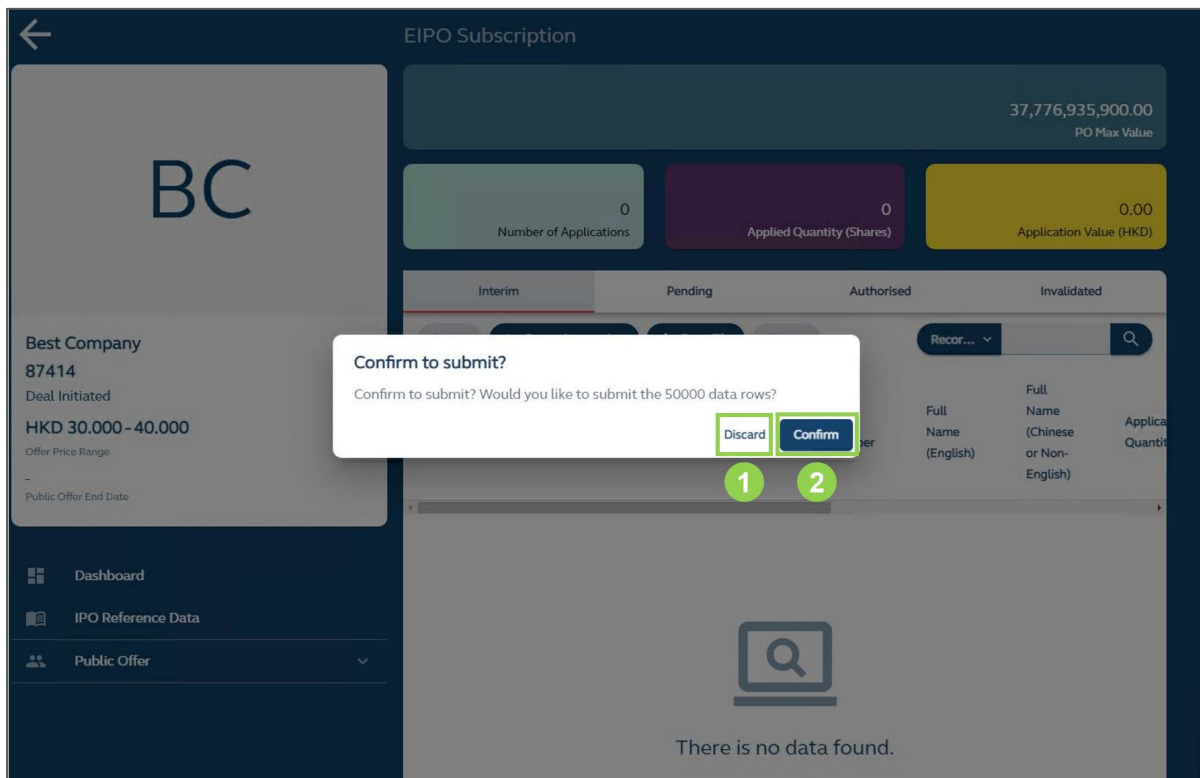 EIPO Subscription
BC
37,776,935,900.00
PO Max Value
0
Number of Applications
0
Applied Quantity (Shares)
0.00
Application Value (HKD)
Interim
Pending
Authorised
Invalidated
Best Company
87414
Deal Initiated
HKD 30.000 - 40.000
Offer Price Range
-
Public Offer End Date
Recor...
Confirm to submit?
Confirm to submit? Would you like to submit the 50000 data rows?
Discard
Confirm
1
2
Full
Name
(English)
Full
Name
(Chinese
or Non-
English)
Applica
Quantit
Dashboard
IPO Reference Data
Public Offer
There is no data found.